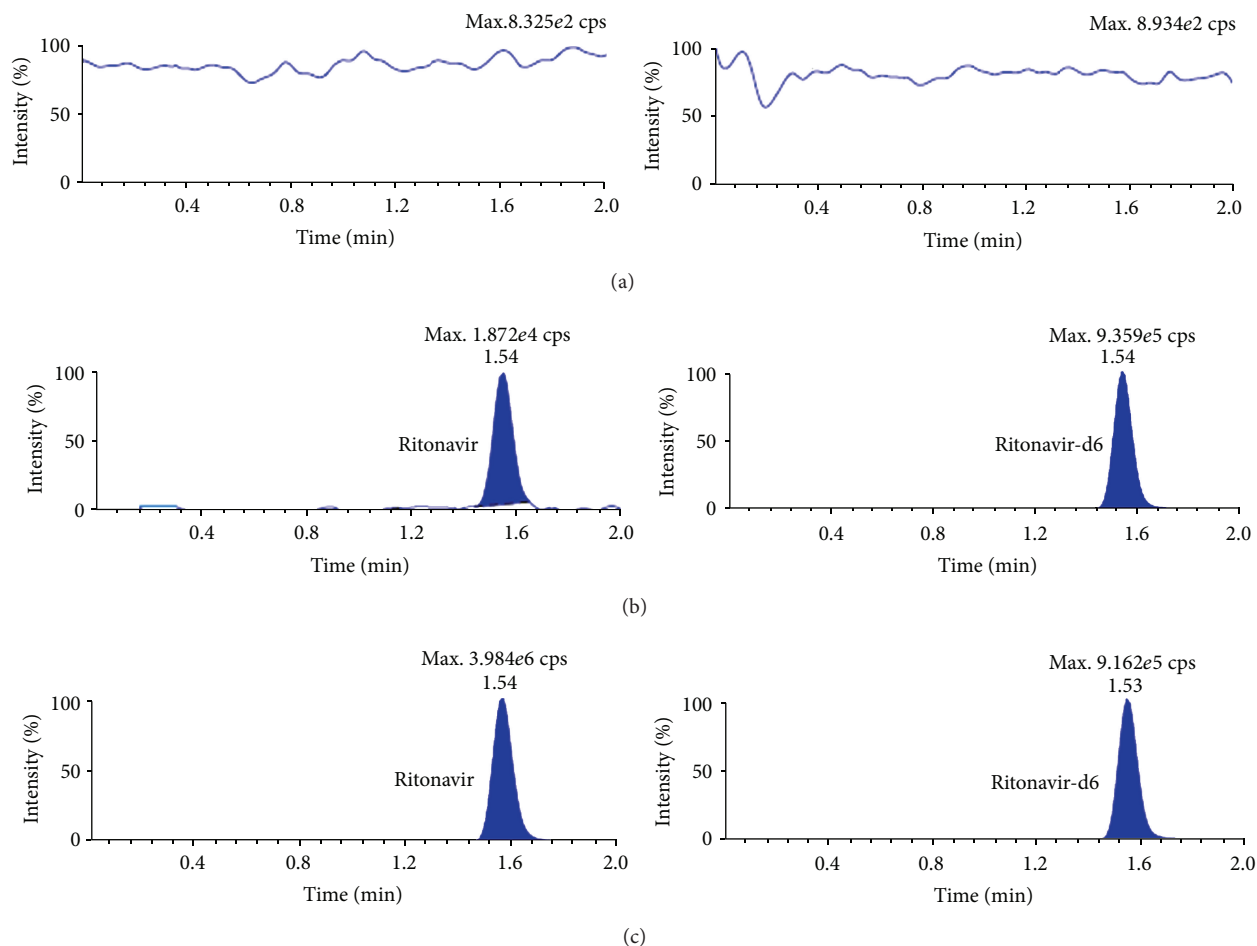 Max.8.325e2 cps
100
50
0
Intensity (%)
0.4 0.8 1.2 1.6 2.0
Time (min)
Max. 8.934e2 cps
100
50
0
Intensity (%)
0.4 0.8 1.2 1.6 2.0
Time (min)
(a)
Max. 1.872e4 cps
1.54
100
50
0
Intensity (%)
Ritonavir
0.4 0.8 1.2 1.6 2.0
Time (min)
Max. 9.359e5 cps
1.54
100
50
0
Intensity (%)
Ritonavir-d6
0.4 0.8 1.2 1.6 2.0
Time (min)
(b)
Max. 3.984e6 cps
1.54
100
50
0
Intensity (%)
Ritonavir
0.4 0.8 1.2 1.6 2.0
Time (min)
Max. 9.162e5 cps
1.53
100
50
0
Intensity (%)
Ritonavir-d6
0.4 0.8 1.2 1.6 2.0
Time (min)
(c)